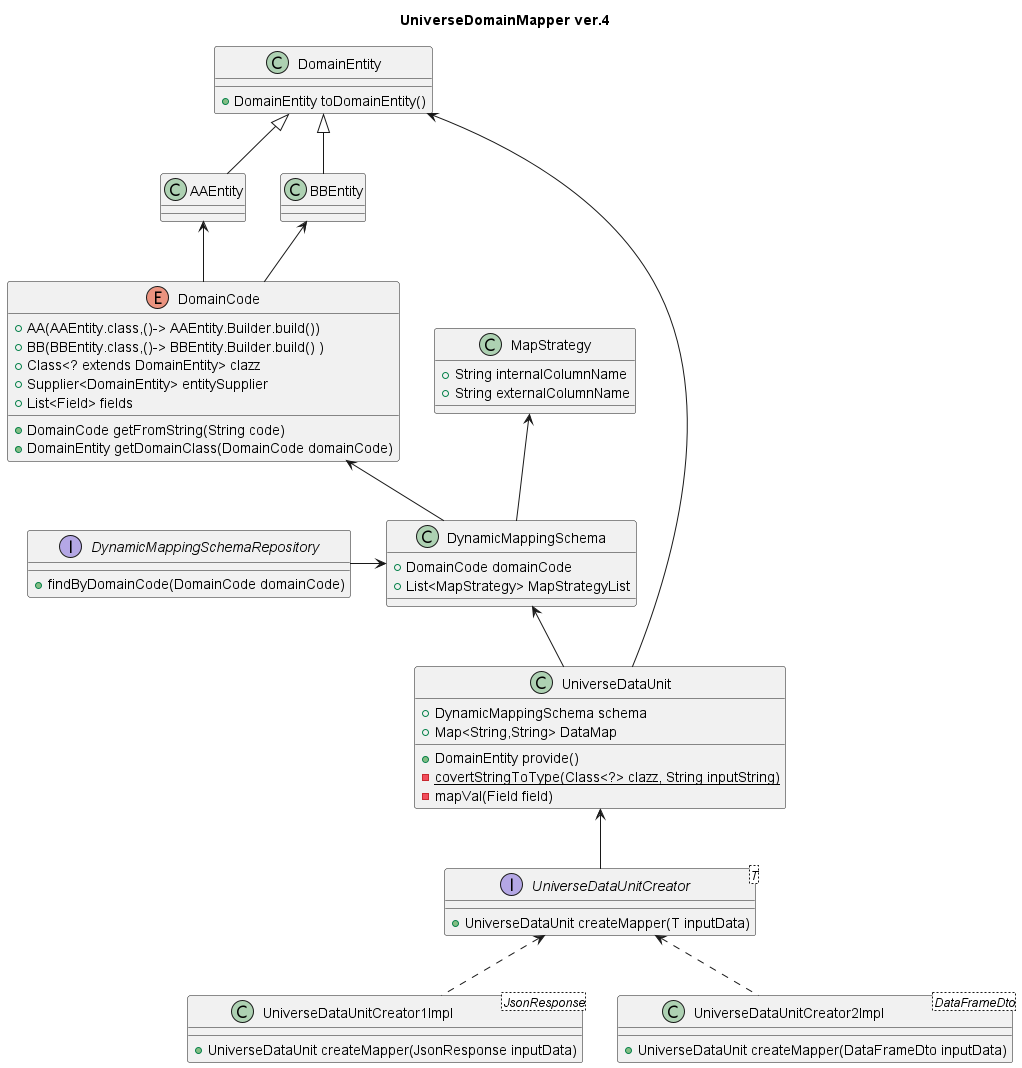 UniverseDomainMapper ver.4
C DomainEntity
DomainEntity toDomainEntity()
C AAEntity
C BBEntity
E DomainCode
AA(AAEntity.class,()-> AAEntity.Builder.build())
BB(BBEntity.class,()-> BBEntity.Builder.build() )
Class<? extends DomainEntity> clazz
Supplier<DomainEntity> entitySupplier
List<Field> fields
DomainCode getFromString(String code)
DomainEntity getDomainClass(DomainCode domainCode)
C MapStrategy
String internalColumnName
String externalColumnName
I DynamicMappingSchemaRepository
findByDomainCode(DomainCode domainCode)
C DynamicMappingSchema
DomainCode domainCode
List<MapStrategy> MapStrategyList
C UniverseDataUnit
DynamicMappingSchema schema
Map<String,String> DataMap
DomainEntity provide()
covertStringToType(Class<?> clazz, String inputString)
mapVal(Field field)
I UniverseDataUnitCreator T
UniverseDataUnit createMapper(T inputData)
C UniverseDataUnitCreator1Impl JsonResponse
UniverseDataUnit createMapper(JsonResponse inputData)
C UniverseDataUnitCreator2Impl DataFrameDto
UniverseDataUnit createMapper(DataFrameDto inputData)